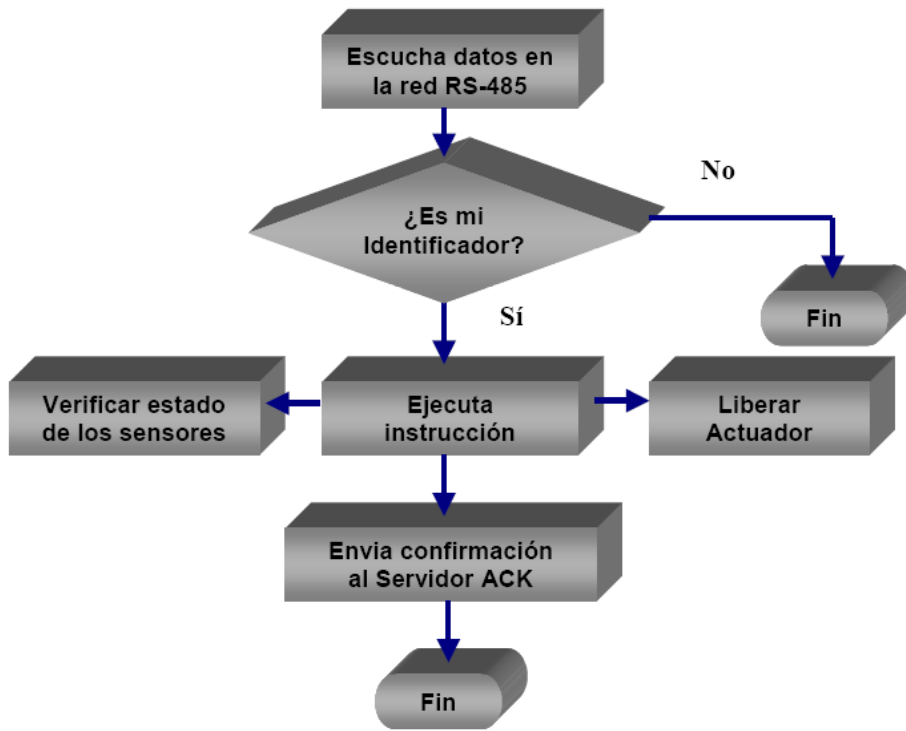 Escucha datos en
la red RS-485
No
¿Es mi
Identificador?
Fin
Sí
Verificar estado
de los sensores
Ejecuta
instrucción
Liberar
Actuador
Envia confirmación
al Servidor ACK
Fin